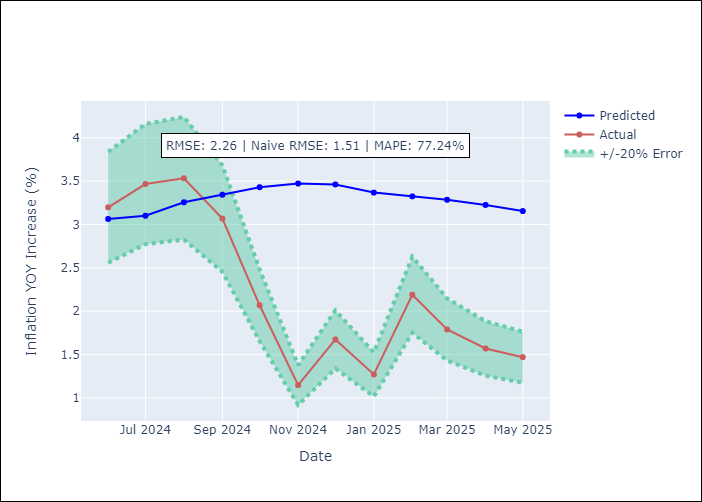 RMSE: 2.26 | Naive RMSE: 1.51 | MAPE: 77.24%
Predicted
Actual
+/-20% Error
Inflation YOY Increase (%)
4
3.5
3
2.5
2
1.5
1
Jul 2024
Sep 2024
Nov 2024
Jan 2025
Mar 2025
May 2025
Date